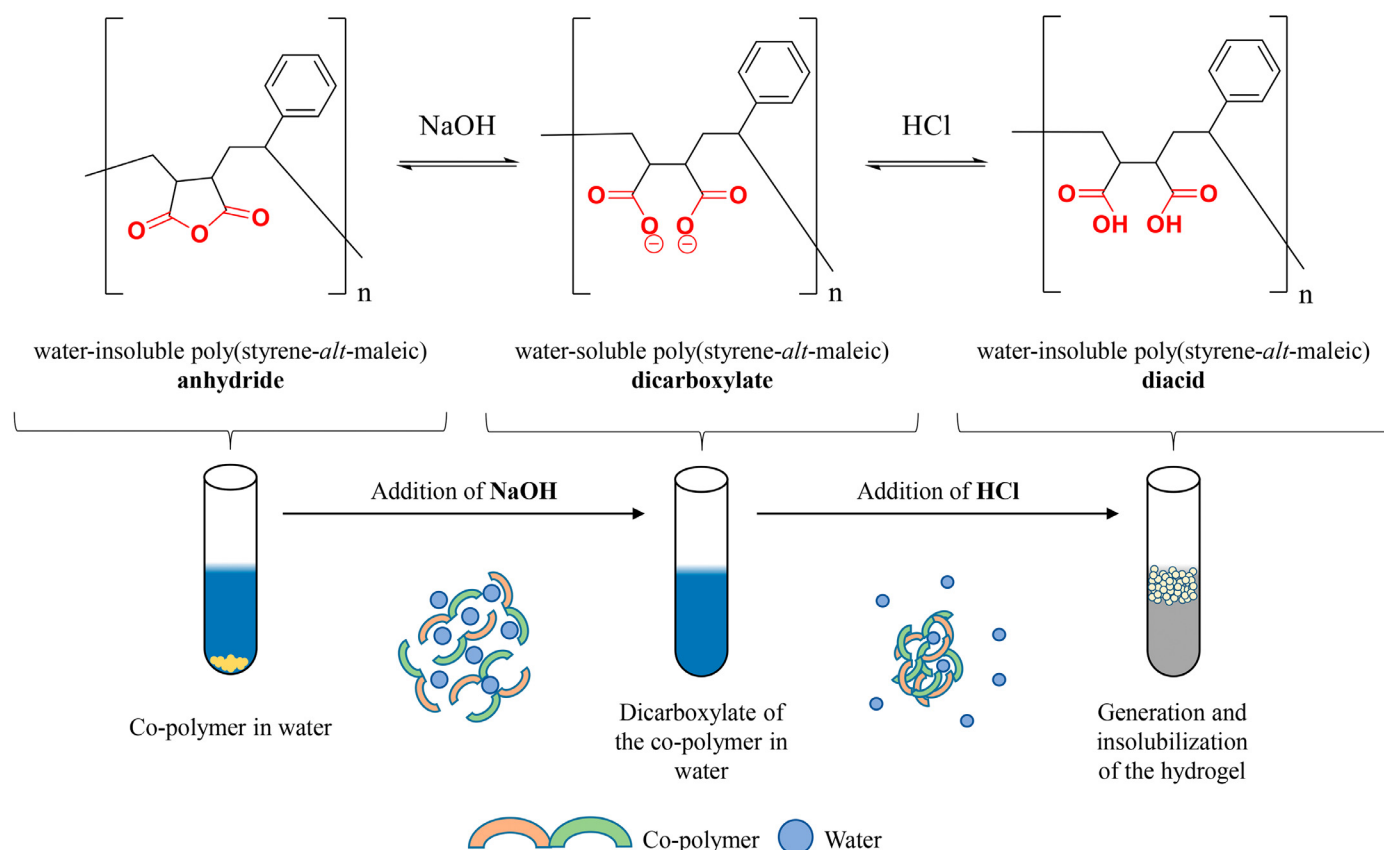 NaOH
HCl
O
O
O
O
O
⊖
O
⊖
O
O
OH
OH
O
n
n
n
water-insoluble poly(styrene-alt-maleic)
anhydride
water-soluble poly(styrene-alt-maleic)
dicarboxylate
water-insoluble poly(styrene-alt-maleic)
diacid
Addition of NaOH
Addition of HCl
Co-polymer in water
Dicarboxylate of
the co-polymer in
water
Generation and
insolubilization
of the hydrogel
Co-polymer
Water